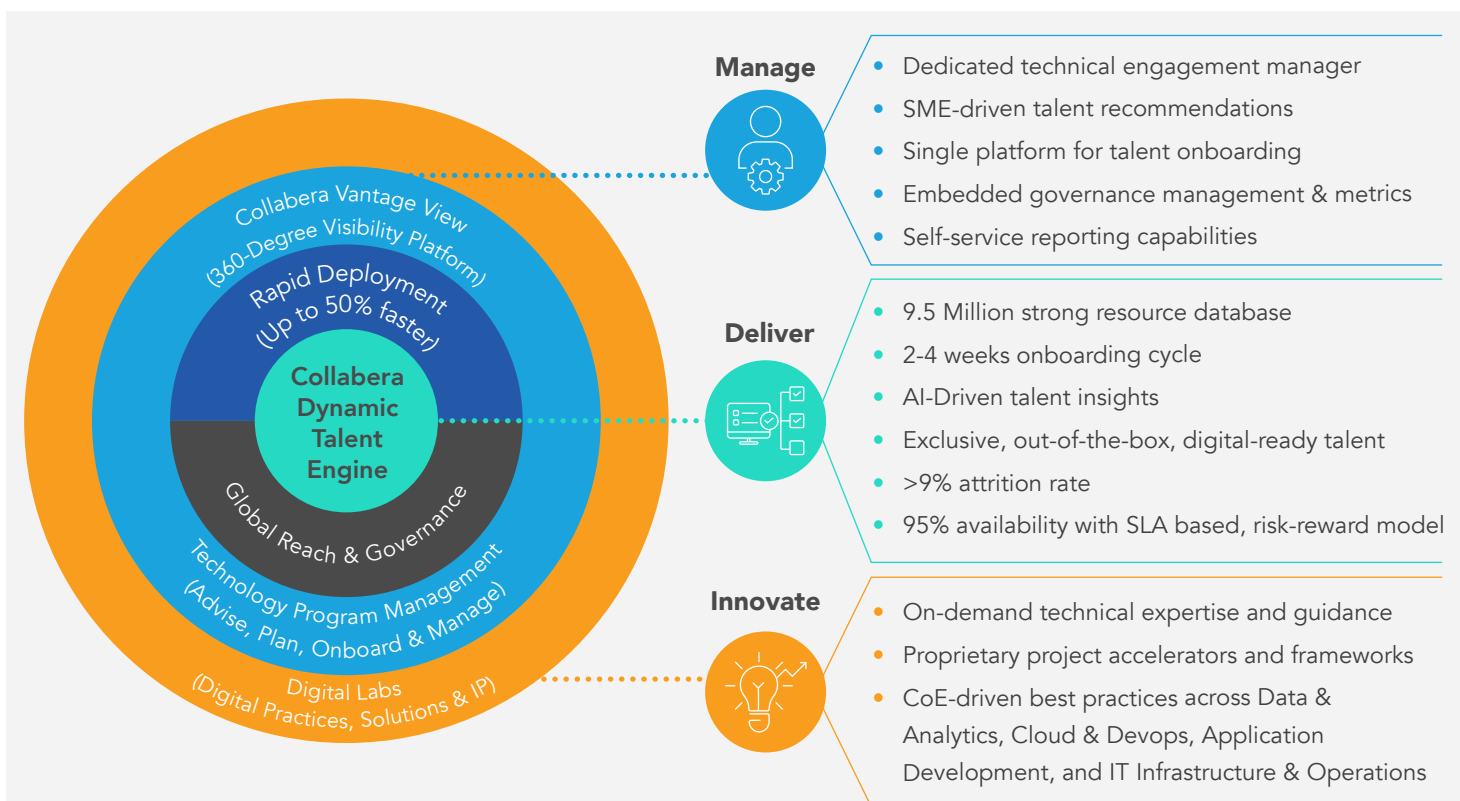 Collabera Vantage View
(360-Degree Visibility Platform)
Rapid Deployment
(Up to 50% faster)
Collabera
Dynamic
Talent
Engine
Global Reach & Governance
Technology Program Management
(Advise, Plan, Onboard & Manage)
Digital Labs
(Digital Practices, Solutions & IP)
Manage
• Dedicated technical engagement manager
• SME-driven talent recommendations
• Single platform for talent onboarding
• Embedded governance management & metrics
• Self-service reporting capabilities
Deliver
• 9.5 Million strong resource database
• 2-4 weeks onboarding cycle
• AI-Driven talent insights
• Exclusive, out-of-the-box, digital-ready talent
• >9% attrition rate
• 95% availability with SLA based, risk-reward model
Innovate
• On-demand technical expertise and guidance
• Proprietary project accelerators and frameworks
• CoE-driven best practices across Data &
Analytics, Cloud & Devops, Application
Development, and IT Infrastructure & Operations